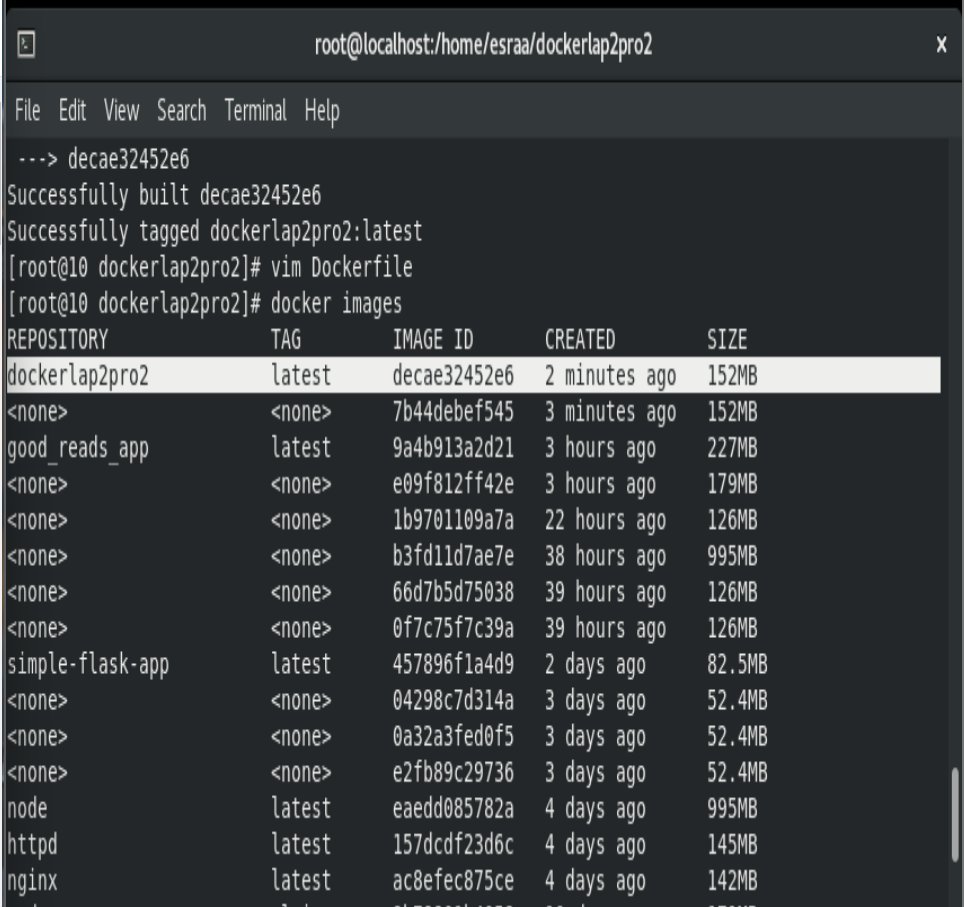 root@localhost:/home/esraa/dockerlap2pro2 x
File Edit View Search Terminal Help
---> decae32452e6
Successfully built decae32452e6
Successfully tagged dockerlap2pro2:latest
[root@10 dockerlap2pro2]# vim Dockerfile
[root@10 dockerlap2pro2]# docker images
REPOSITORY TAG IMAGE ID CREATED SIZE
dockerlap2pro2 latest decae32452e6 2 minutes ago 152MB
<none> <none> 7b44debef545 3 minutes ago 152MB
good_reads_app latest 9a4b913a2d21 3 hours ago 227MB
<none> <none> e09f812ff42e 3 hours ago 179MB
<none> <none> 1b9701109a7a 22 hours ago 126MB
<none> <none> b3fd11d7ae7e 38 hours ago 995MB
<none> <none> 66d7b5d75038 39 hours ago 126MB
<none> <none> 0f7c75f7c39a 39 hours ago 126MB
simple-flask-app latest 457896f1a4d9 2 days ago 82.5MB
<none> <none> 04298c7d314a 3 days ago 52.4MB
<none> <none> 0a32a3fed0f5 3 days ago 52.4MB
<none> <none> e2fb89c29736 3 days ago 52.4MB
node latest eaedd085782a 4 days ago 995MB
httpd latest 157dcdf23d6c 4 days ago 145MB
nginx latest ac8efec875ce 4 days ago 142MB